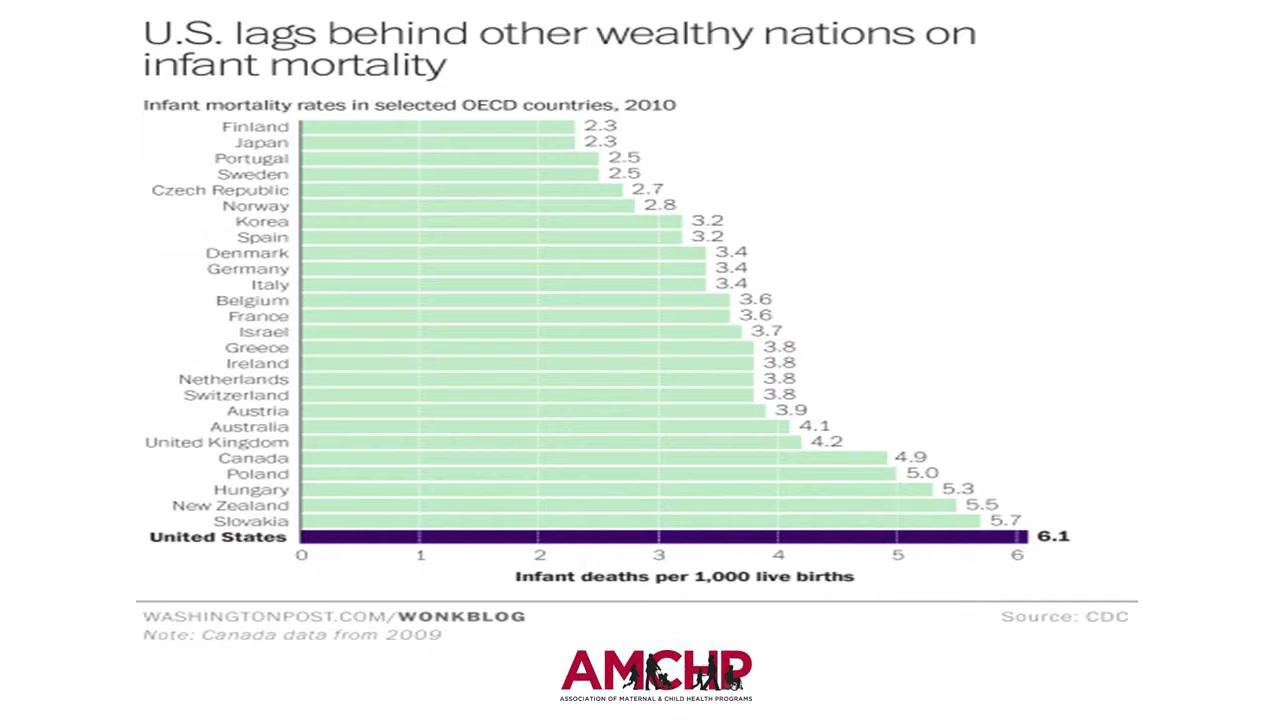 U.S. lags behind other wealthy nations on
infant mortality
Infant mortality rates in selected OECD countries, 2010
Finland 2.3
Japan 2.3
Portugal 2.5
Sweden 2.5
Czech Republic 2.7
Norway 2.8
Korea 3.2
Spain 3.2
Denmark 3.4
Germany 3.4
Italy 3.4
Belgium 3.6
France 3.6
Israel 3.7
Greece 3.8
Ireland 3.8
Netherlands 3.8
Switzerland 3.8
Austria 3.9
Australia 4.1
United Kingdom 4.2
Canada 4.9
Poland 5.0
Hungary 5.3
New Zealand 5.5
Slovakia 5.7
United States 6.1
0 1 2 3 4 5 6
Infant deaths per 1,000 live births
WASHINGTONPOST.COM/WONKBLOG Source: CDC
Note: Canada data from 2009
AMCHP
ASSOCIATION OF MATERNAL & CHILD HEALTH PROGRAMS